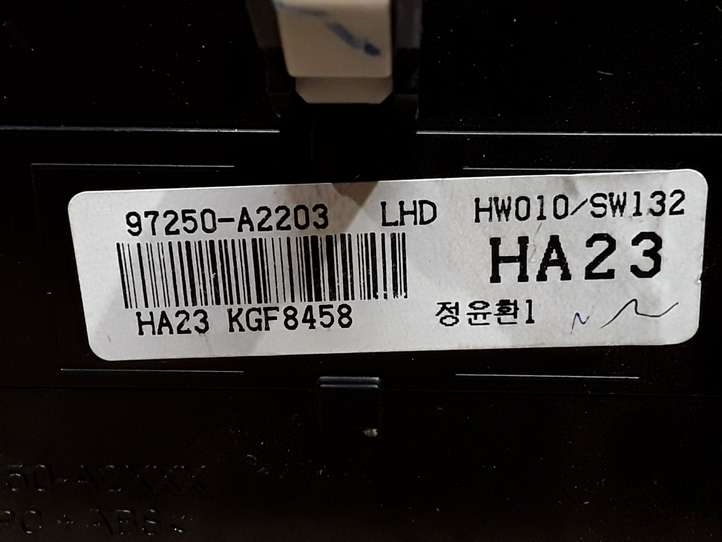 97250-A2203 LHD HW010/SW132
HA23
HA23 KGF8458 정윤환1